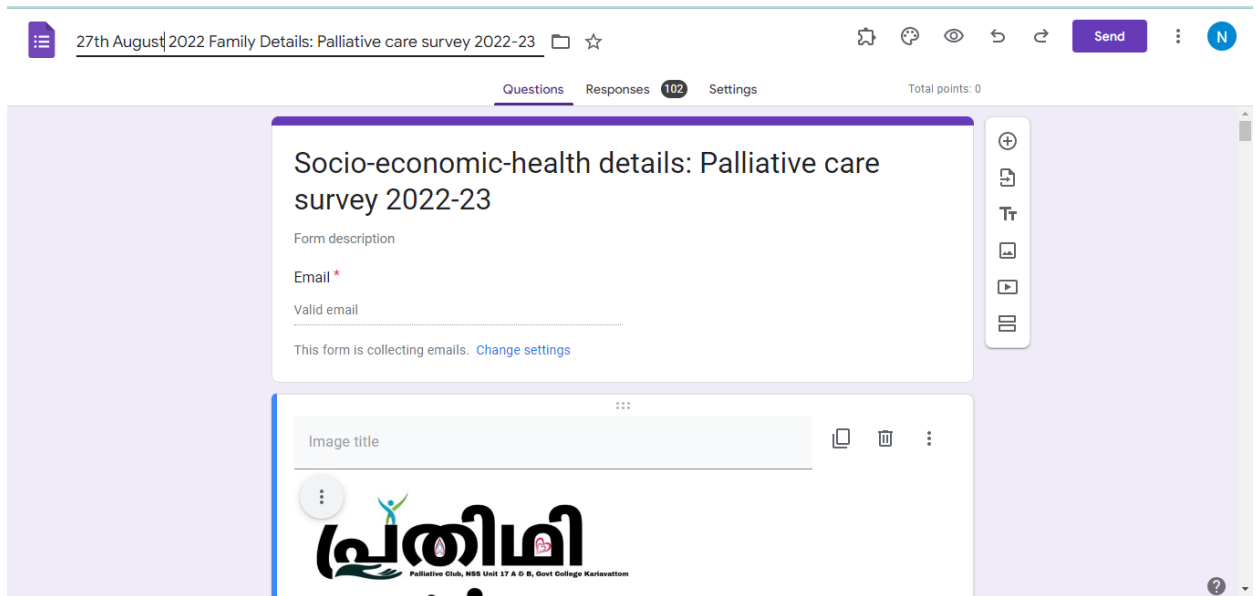 27th August 2022 Family Details: Palliative care survey 2022-23
Send
N
Questions Responses 102 Settings Total points: 0
Socio-economic-health details: Palliative care
survey 2022-23
Form description
Email *
Valid email
This form is collecting emails. Change settings
Tт
Image title
പ്രതിഥി
Palliative Club, NSS Unit 17 A & B, Govt College Kariavattom